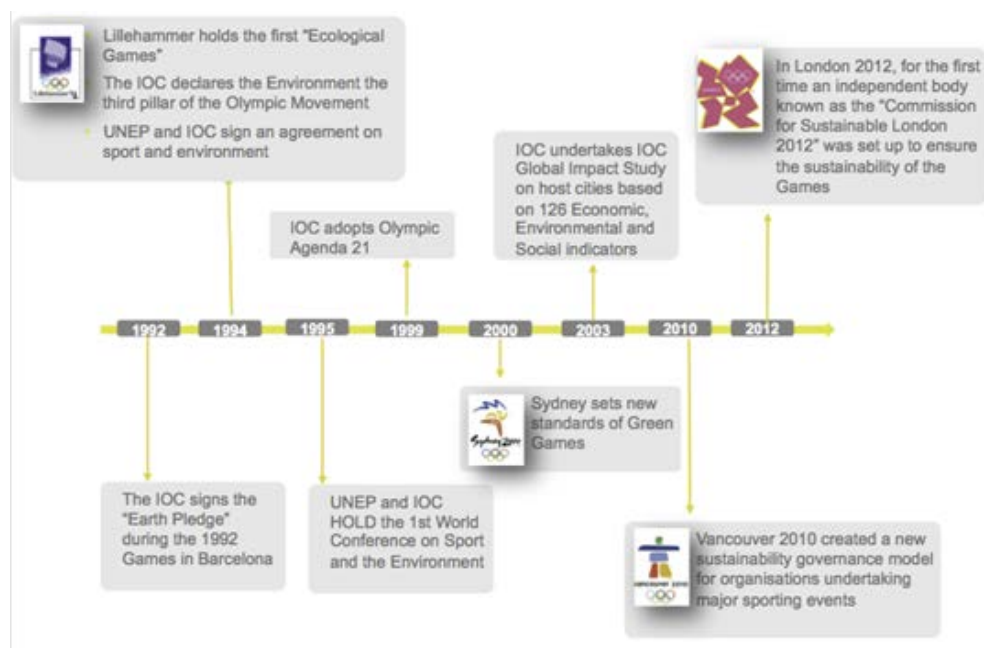 Lillehammer holds the first "Ecological
Games"
The IOC declares the Environment the
third pillar of the Olympic Movement
UNEP and IOC sign an agreement on
sport and environment
In London 2012, for the first
time an independent body
known as the "Commission
for Sustainable London
2012" was set up to ensure
the sustainability of the
Games
IOC undertakes IOC
Global Impact Study
on host cities based
on 126 Economic,
Environmental and
Social indicators
IOC adopts Olympic
Agenda 21
1992
1994
1995
1999
2000
2003
2010
2012
Sydney 2000
Sydney sets new
standards of Green
Games
The IOC signs the
"Earth Pledge"
during the 1992
Games in Barcelona
UNEP and IOC
HOLD the 1st World
Conference on Sport
and the Environment
vancouver 2010
Vancouver 2010 created a new
sustainability governance model
for organisations undertaking
major sporting events